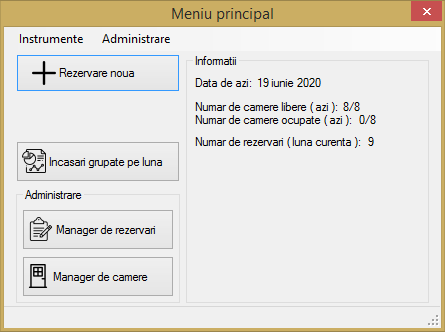 Meniu principal
Instrumente Administrare
Rezervare noua
Incasari grupate pe luna
Administrare
Manager de rezervari
Manager de camere
Informatii
Data de azi: 19 iunie 2020
Numar de camere libere ( azi ): 8/8
Numar de camere ocupate ( azi ): 0/8
Numar de rezervari ( luna curenta ): 9